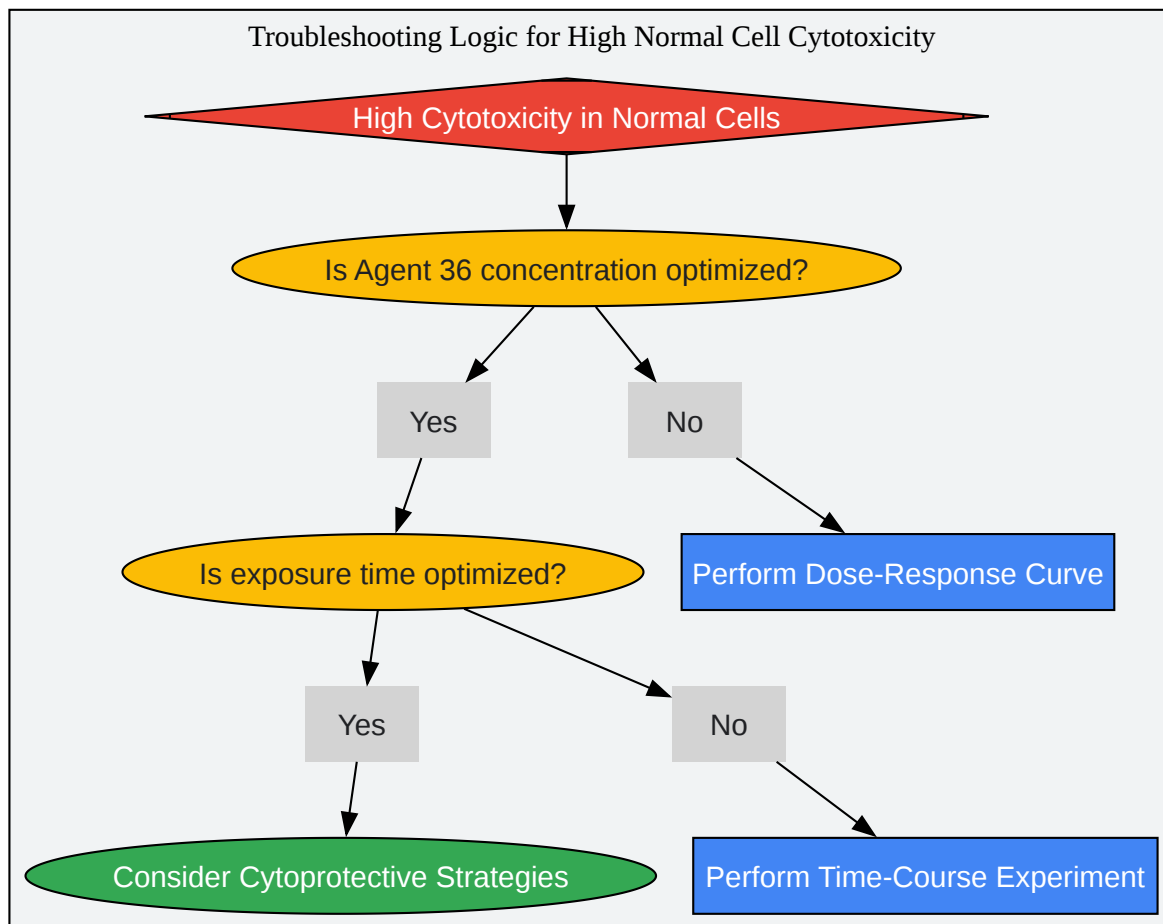 Troubleshooting Logic for High Normal Cell Cytotoxicity
High Cytotoxicity in Normal Cells
Is Agent 36 concentration optimized?
Yes
No
Is exposure time optimized?
Perform Dose-Response Curve
Yes
No
Consider Cytoprotective Strategies
Perform Time-Course Experiment